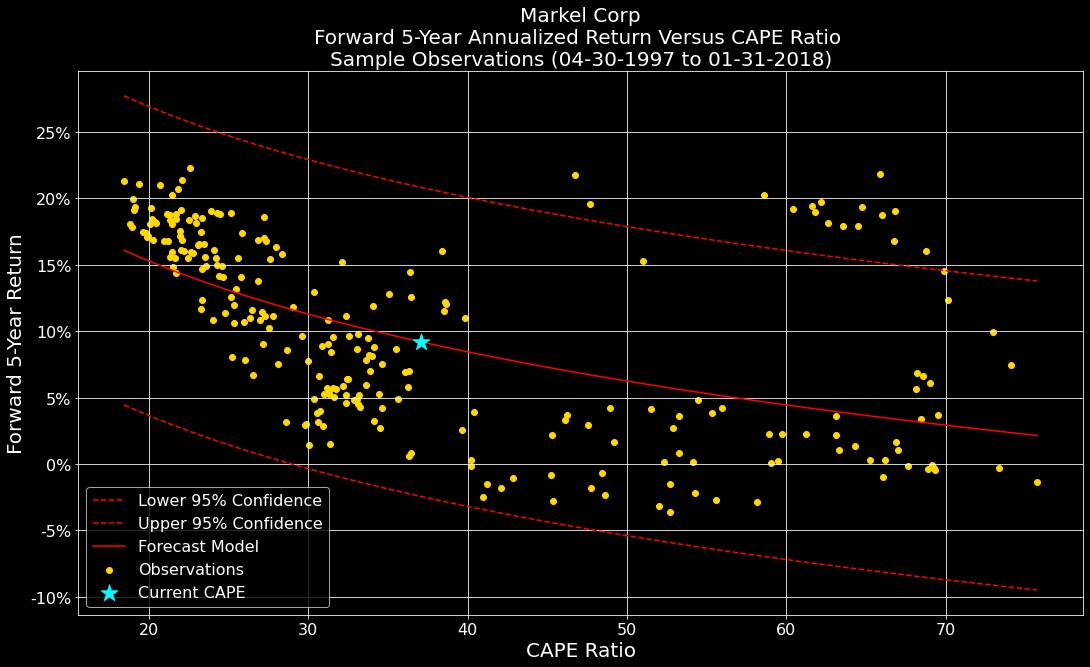 Markel Corp
Forward 5-Year Annualized Return Versus CAPE Ratio
Sample Observations (04-30-1997 to 01-31-2018)
25%
20%
15%
10%
5%
0%
-5%
-10%
Forward 5-Year Return
Lower 95% Confidence
Upper 95% Confidence
Forecast Model
Observations
Current CAPE
20 30 40 50 60 70
CAPE Ratio